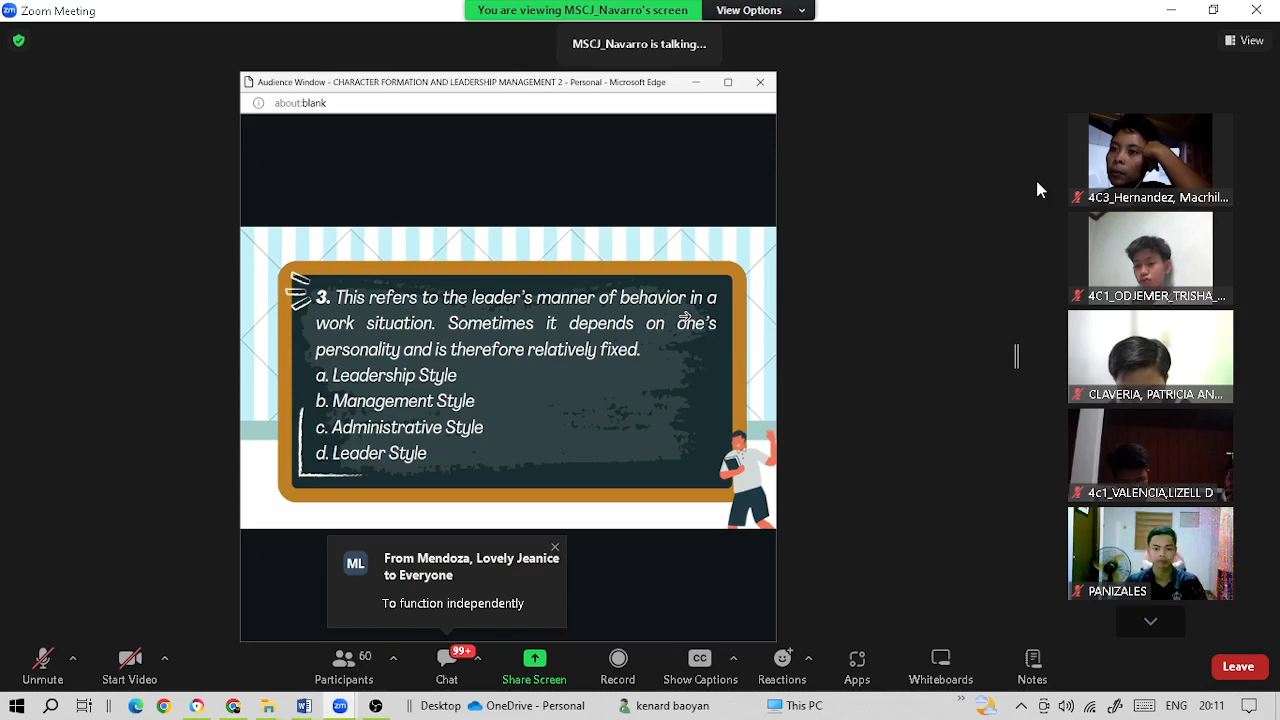 Zoom Meeting
You are viewing MSCJ_Navarro's screen
View Options
MSCJ_Navarro is talking...
View
Audience Window - CHARACTER FORMATION AND LEADERSHIP MANAGEMENT 2 - Personal - Microsoft Edge
about:blank
3. This refers to the leader's manner of behavior in a
work situation. Sometimes it depends on one's
personality and is therefore relatively fixed.
a. Leadership Style
b. Management Style
c. Administrative Style
d. Leader Style
ML
From Mendoza, Lovely Jeanice
to Everyone
To function independently
4C3_Hernandez, Macrhil...
4C1_ODJEMER_TRISHA_...
CLAVERIA, PATRICIA AN...
4c1_VALENCIA,LIZELL D
PANIZALES
Unmute
Start Video
60
Participants
99+
Chat
Share Screen
Record
CC
Show Captions
Reactions
Apps
Whiteboards
Notes
Leave
zm
Desktop
OneDrive - Personal
kenard baoyan
This PC
ENG
20:11